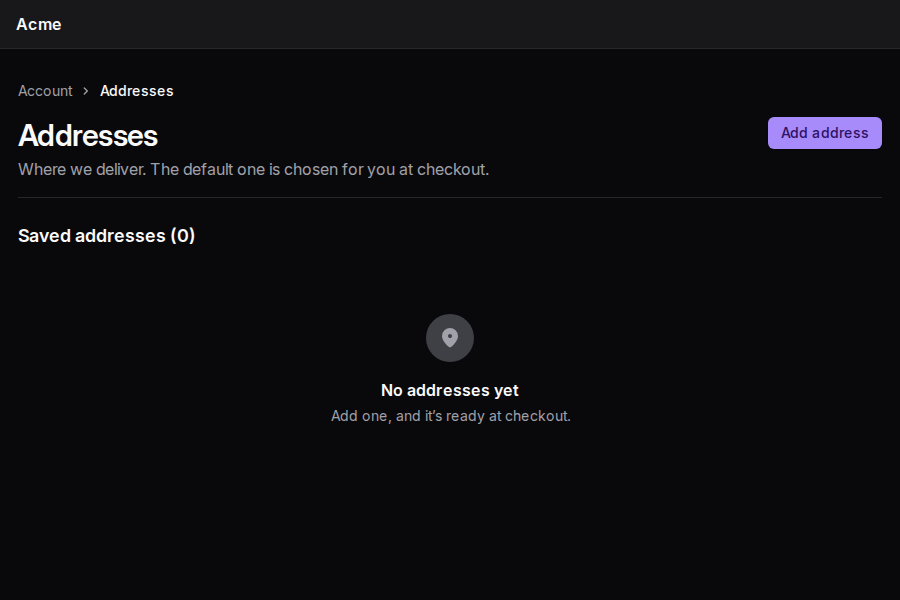 Acme
Account > Addresses
Addresses
Add address
Where we deliver. The default one is chosen for you at checkout.
Saved addresses (0)
No addresses yet
Add one, and it’s ready at checkout.